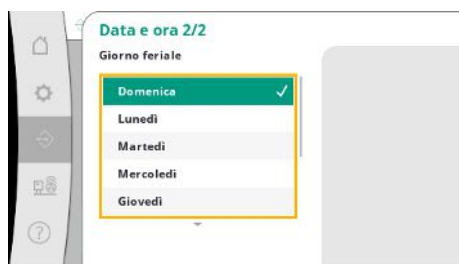 Data e ora 2/2
Giorno feriale
Domenica
Lunedì
Martedì
Mercoledì
Giovedì